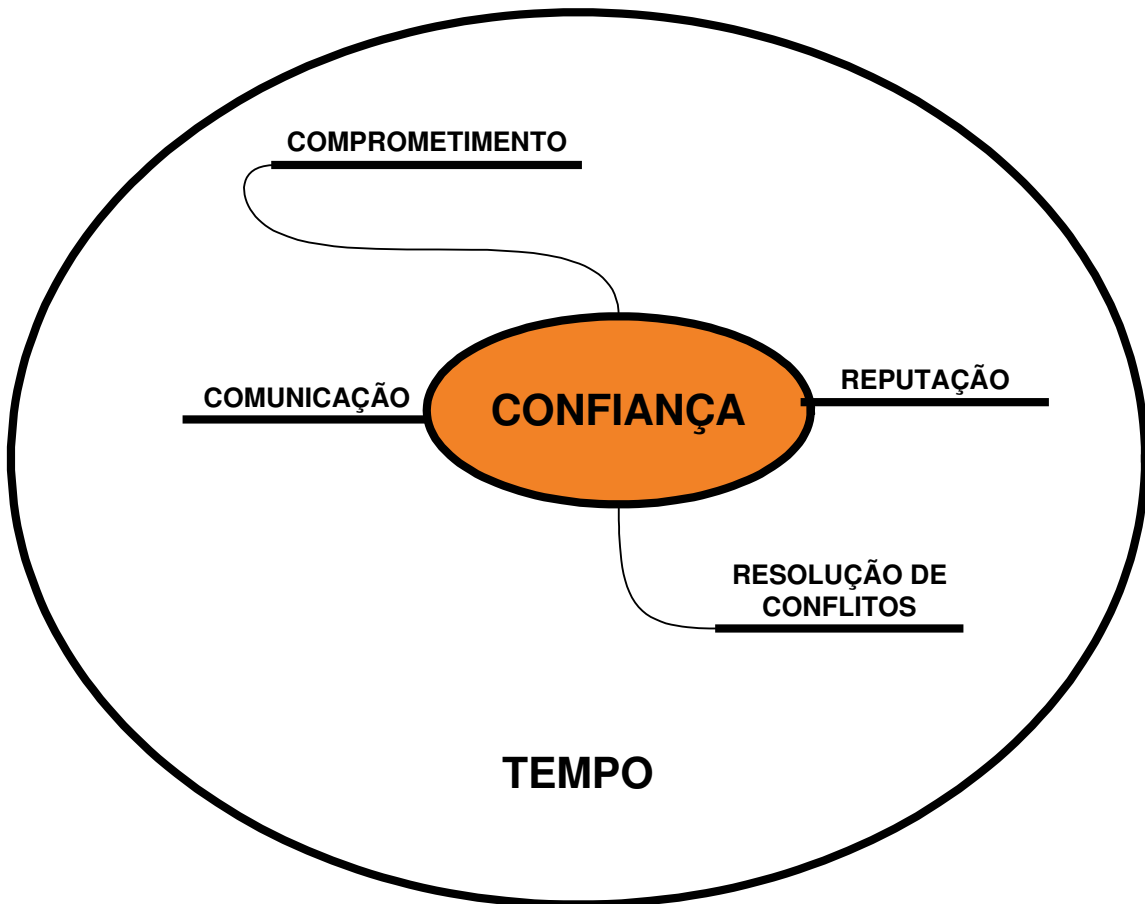 COMPROMETIMENTO
COMUNICAÇÃO
CONFIANÇA
REPUTAÇÃO
RESOLUÇÃO DE
CONFLITOS
TEMPO